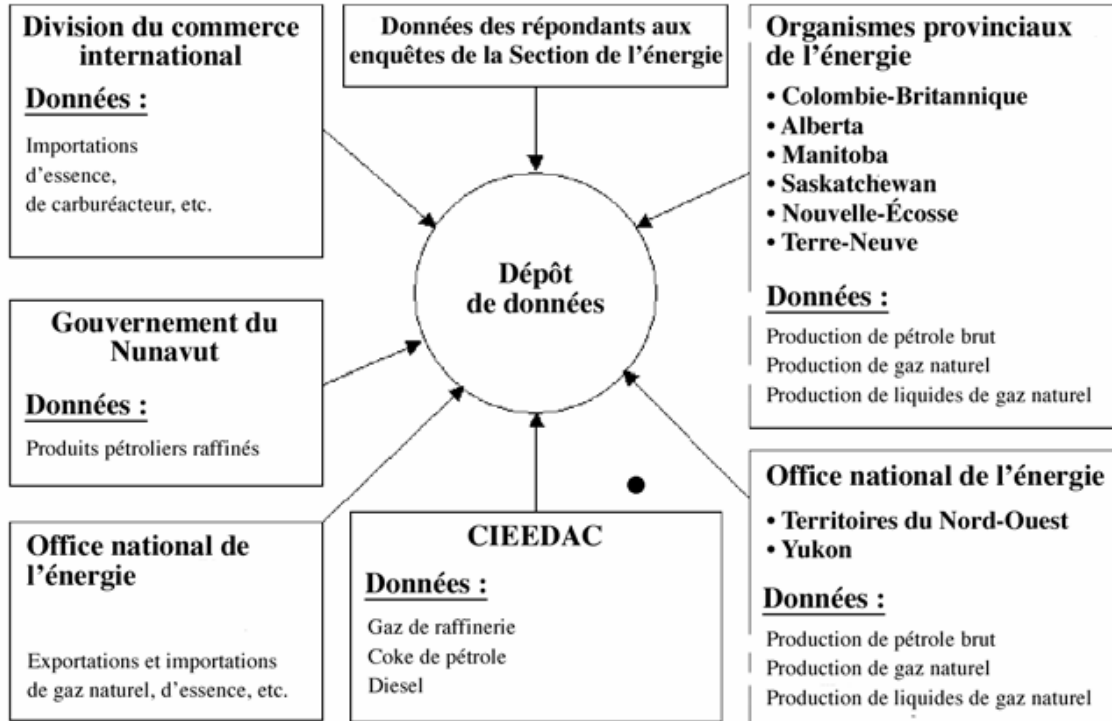 Division du commerce
international
Données :
Importations
d'essence,
de carburéacteur, etc.
Données des répondants aux
enquêtes de la Section de l'énergie
Organismes provinciaux
de l'énergie
• Colombie-Britannique
• Alberta
• Manitoba
• Saskatchewan
• Nouvelle-Écosse
• Terre-Neuve
Données :
Production de pétrole brut
Production de gaz naturel
Production de liquides de gaz naturel
Dépôt
de données
Gouvernement du
Nunavut
Données :
Produits pétroliers raffinés
Office national de
l'énergie
Exportations et importations
de gaz naturel, d'essence, etc.
CIEEDAC
Données :
Gaz de raffinerie
Coke de pétrole
Diesel
Office national de l'énergie
• Territoires du Nord-Ouest
• Yukon
Données :
Production de pétrole brut
Production de gaz naturel
Production de liquides de gaz naturel